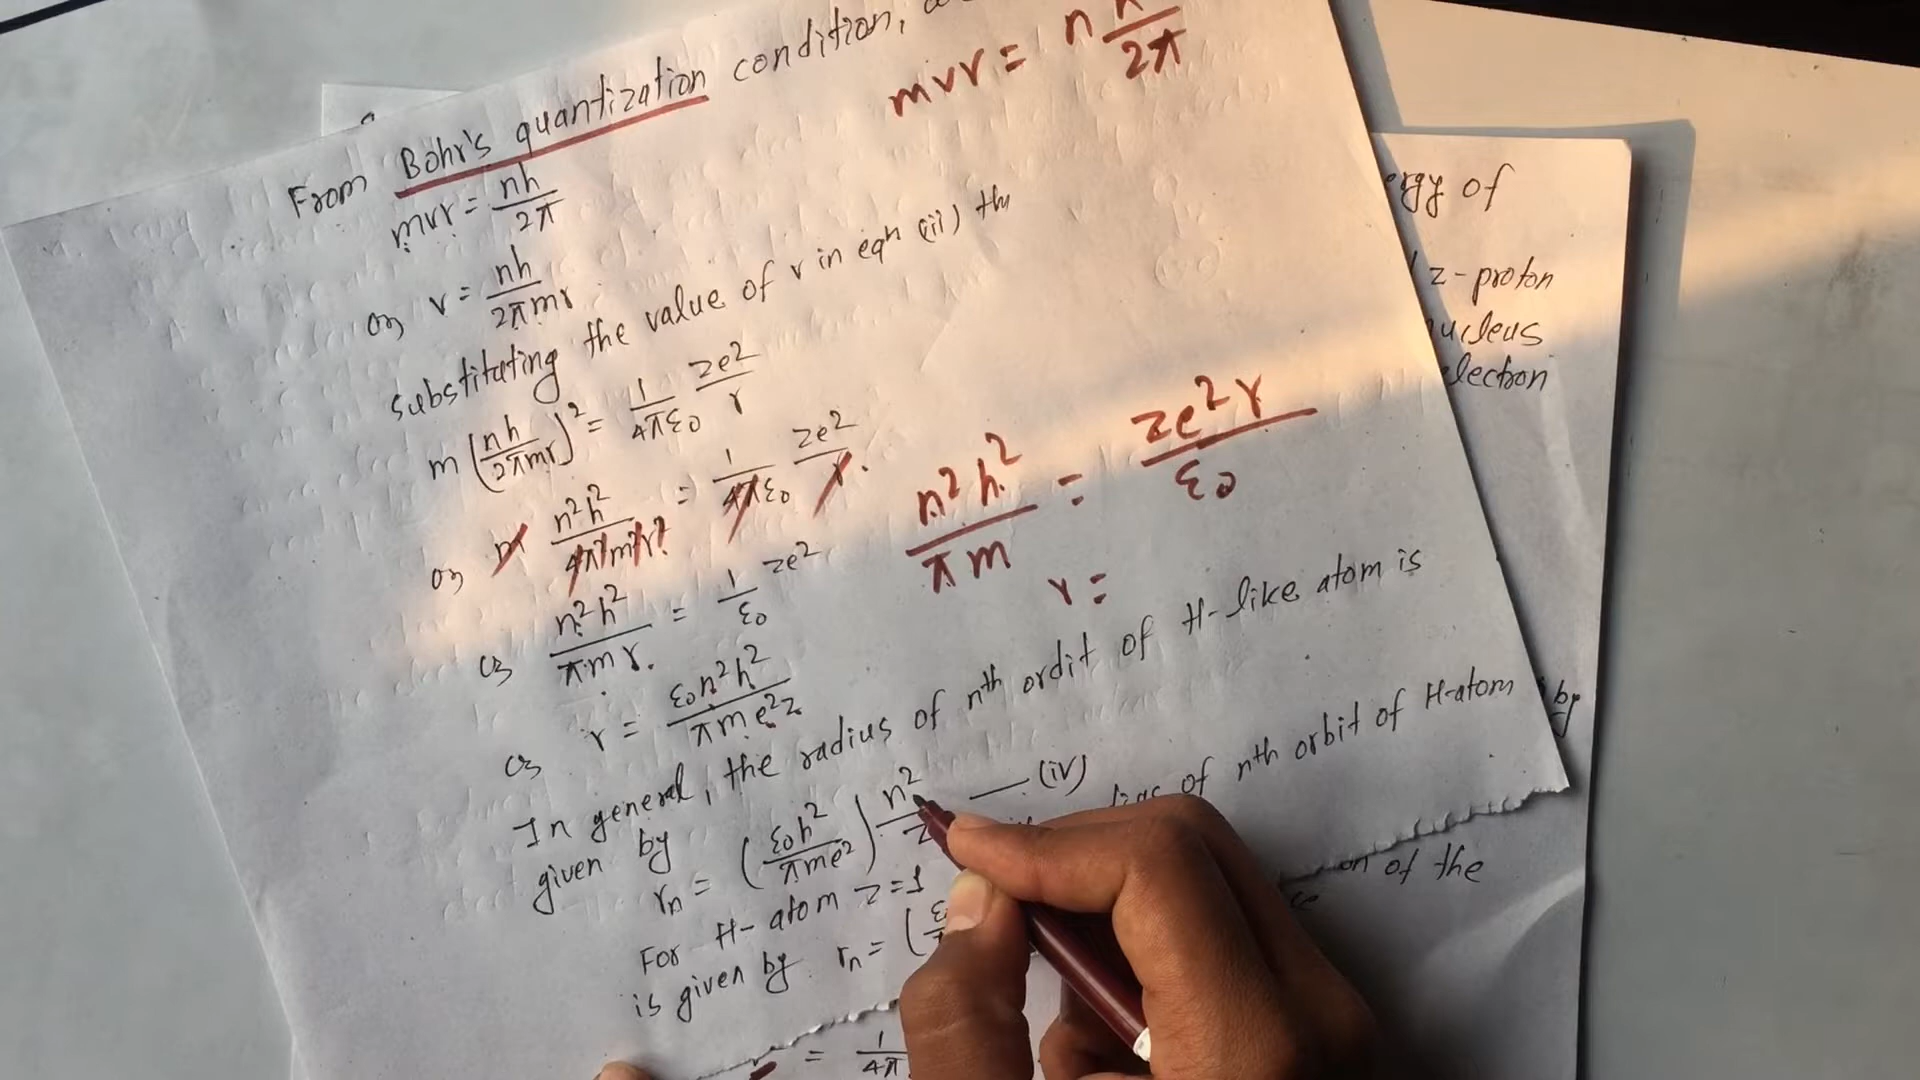 From Bohr's quantization condition,
mvr = nh/2π
mvr = n h/2π
or v = nh/2πmr
substituting the value of v in eqn (ii) th
m (nh/2πmr)² = 1/4πε₀ ze²/r
or m n²h²/4π²m²r² = 1/4πε₀ ze²/r
n²h²/πm = ze²r/ε₀
or n²h²/πmr = 1/ε₀ ze²
r =
or r = ε₀n²h²/πme²z
In general, the radius of nth ordit of H-like atom is
given by
rn = (ε₀h²/πme²) n²/z — (iv)
For H-atom z=1 of nth orbit of H-atom
is given by rn = (
= 1/4π
ergy of
z-proton
nucleus
electron
by
on of the